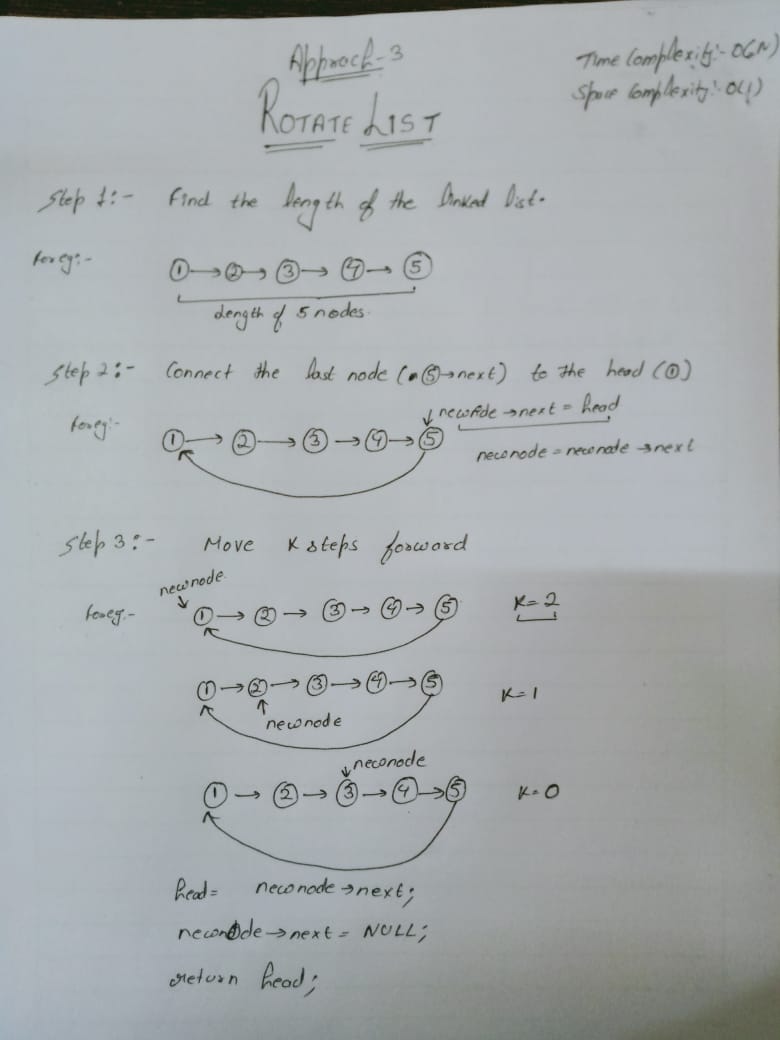 Approch-3
Time Complexity:- O(N)
Space Complexity:- O(1)
ROTATE LIST
Step 1:- Find the length of the linked list.
for eg:-
1 → 2 → 3 → 4 → 5
length of 5 nodes.
Step 2:- Connect the last node (5→next) to the head (1)
for eg:-
newnode→next = head
1 → 2 → 3 → 4 → 5
newnode = newnode→next
Step 3:- Move K steps forward
newnode
for eg:- 1 → 2 → 3 → 4 → 5 K=2
1 → 2 → 3 → 4 → 5 K=1
newnode
newnode
1 → 2 → 3 → 4 → 5 K=0
head = newnode→next;
newnode→next = NULL;
return head;